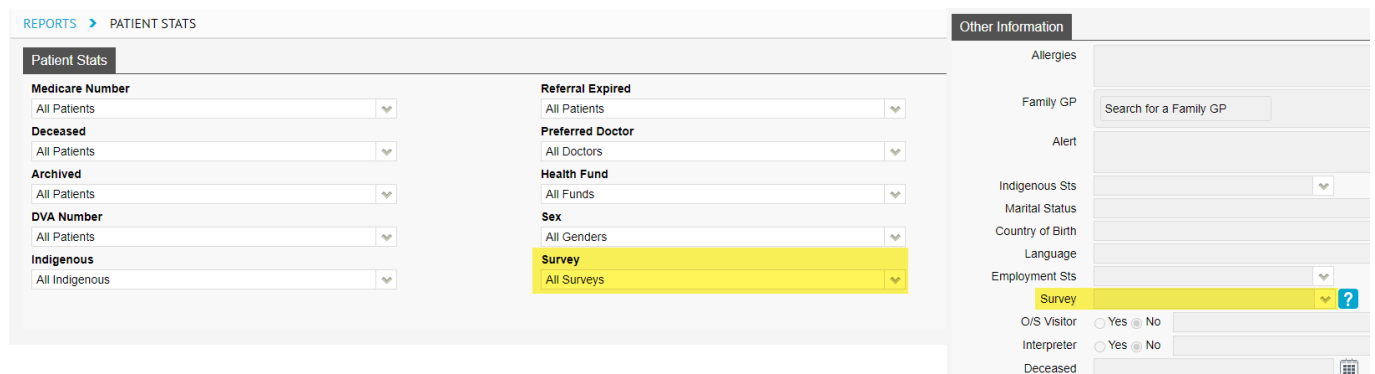 REPORTS > PATIENT STATS
Patient Stats
Medicare Number
All Patients
Deceased
All Patients
Archived
All Patients
DVA Number
All Patients
Indigenous
All Indigenous
Referral Expired
All Patients
Preferred Doctor
All Doctors
Health Fund
All Funds
Sex
All Genders
Survey
All Surveys
Other Information
Allergies
Family GP Search for a Family GP
Alert
Indigenous Sts
Marital Status
Country of Birth
Language
Employment Sts
Survey ?
O/S Visitor Yes No
Interpreter Yes No
Deceased